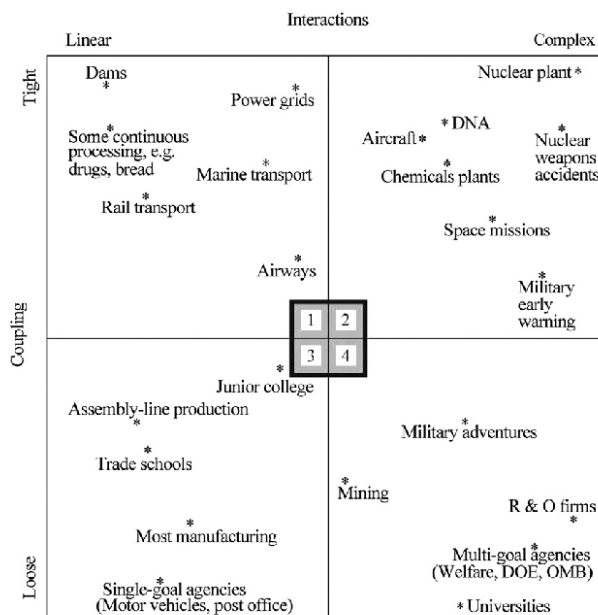 Interactions
Linear
Complex
Tight
Coupling
Loose
Dams
*
Power grids
*
Nuclear plant *
* DNA
Aircraft *
*
Some continuous
processing, e.g.
drugs, bread
*
Nuclear
weapons
accidents
*
Marine transport
*
Chemicals plants
*
Rail transport
*
Space missions
*
Airways
*
Military
early
warning
1
2
3
4
*
Junior college
Assembly-line production
*
*
Trade schools
*
Military adventures
*
Mining
R & O firms
*
*
Most manufacturing
*
Multi-goal agencies
(Welfare, DOE, OMB)
*
Single-goal agencies
(Motor vehicles, post office)
* Universities